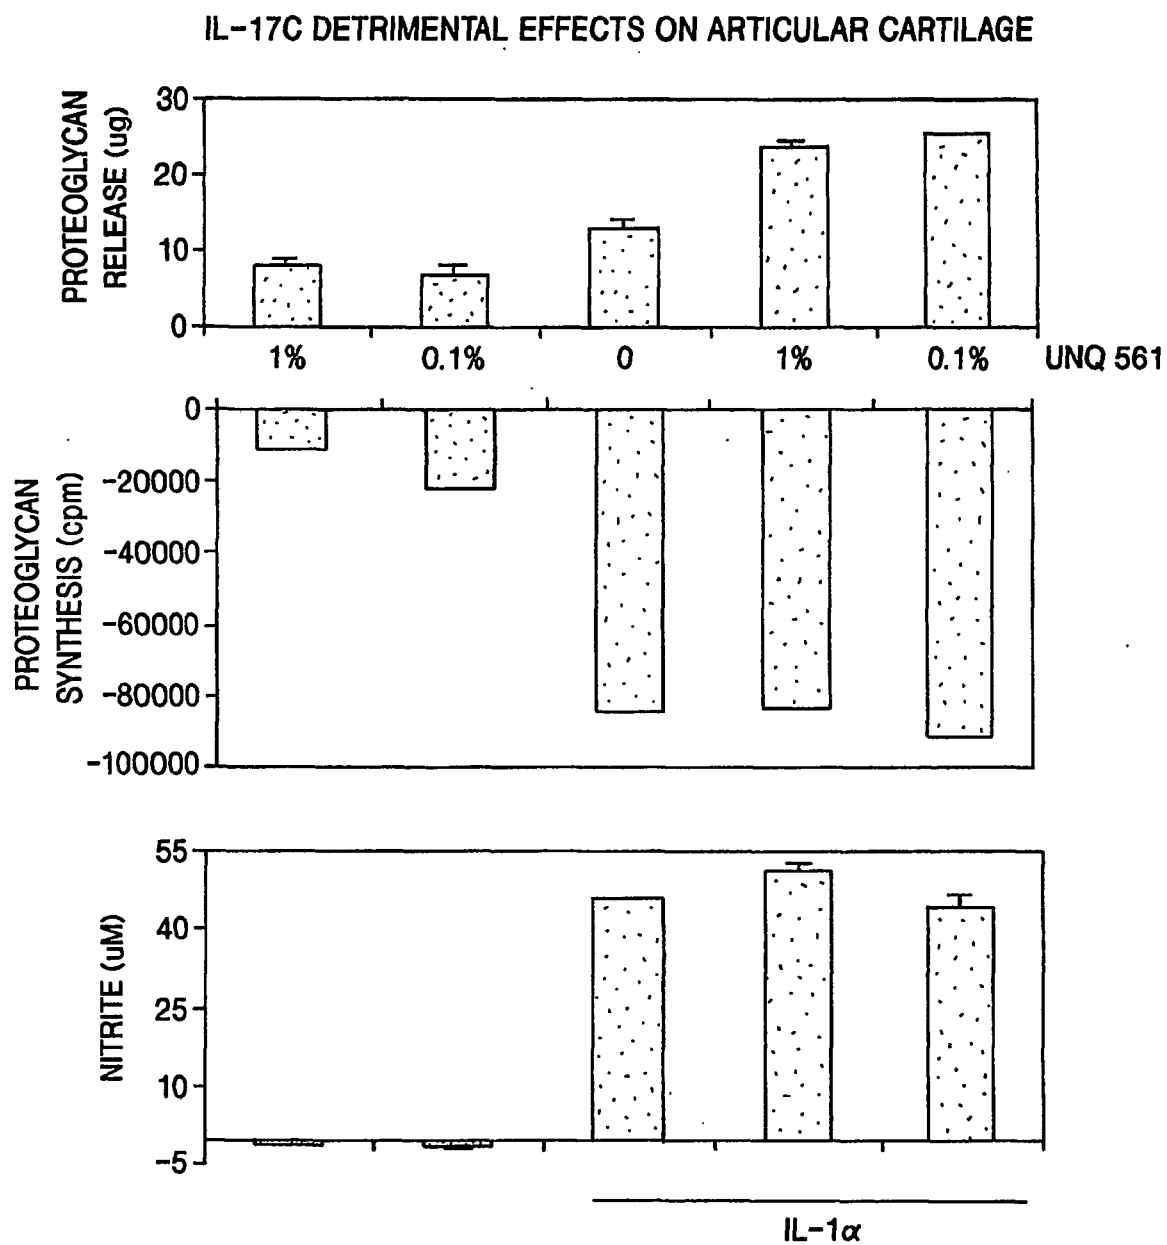 IL-17C DETRIMENTAL EFFECTS ON ARTICULAR CARTILAGE
PROTEOGLYCAN
RELEASE (ug)
30
20
10
0
1% 0.1% 0 1% 0.1% UNQ 561
PROTEOGLYCAN
SYNTHESIS (cpm)
0
-20000
-40000
-60000
-80000
-100000
NITRITE (uM)
55
40
25
10
-5
IL-1α